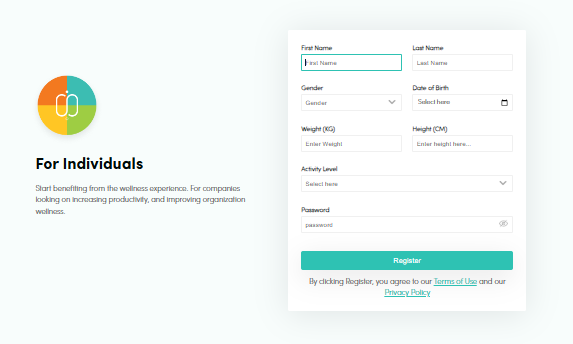 For Individuals
Start benefiting from the wellness experience. For companies
looking on increasing productivity, and improving organization
wellness.
First Name
Last Name
First Name
Last Name
Gender
Date of Birth
Gender
Select here
Weight (KG)
Height (CM)
Enter Weight
Enter height here...
Activity Level
Select here
Password
password
Register
By clicking Register, you agree to our Terms of Use and our
Privacy Policy